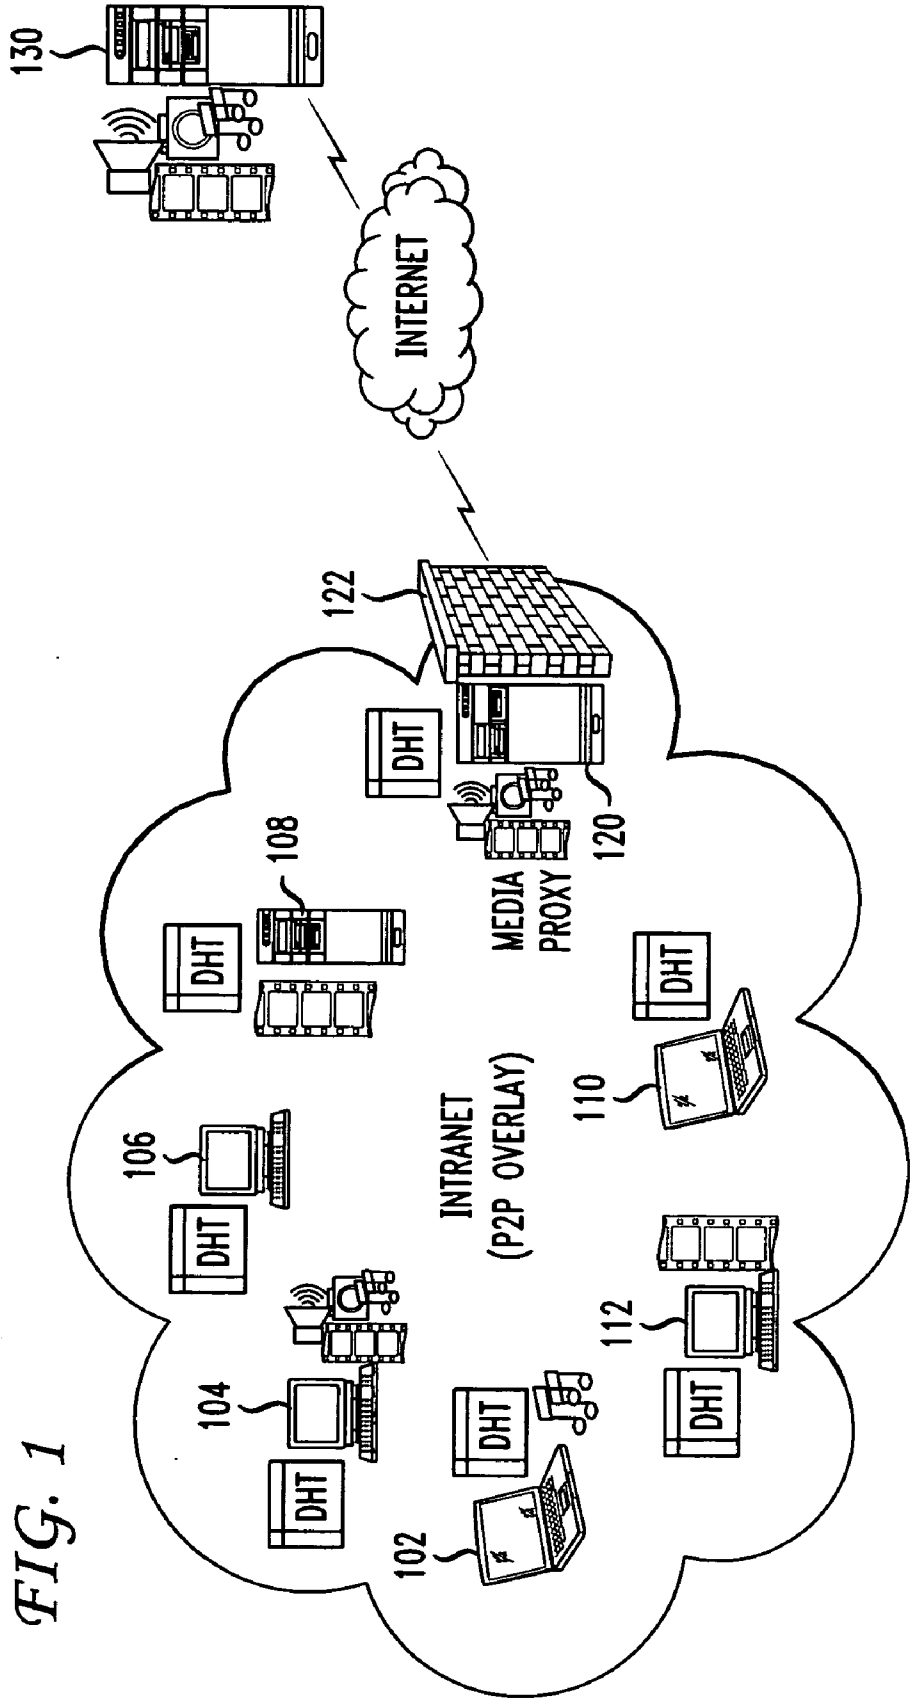 FIG. 1
130
INTERNET
122
DHT
120
MEDIA
PROXY
108
DHT
106
DHT
INTRANET
(P2P OVERLAY)
DHT
110
104
DHT
112
DHT
DHT
102